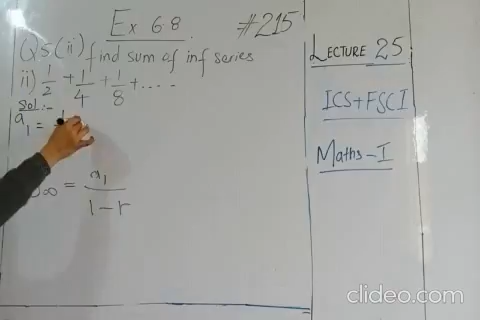 Ex 6.8
#215
Q5(ii) find sum of inf series
ii) 1/2 + 1/4 + 1/8 + ....
Sol:-
a1 =
∞ = a1/1-r
LECTURE 25
ICS+FSC I
Maths-I
clideo.com